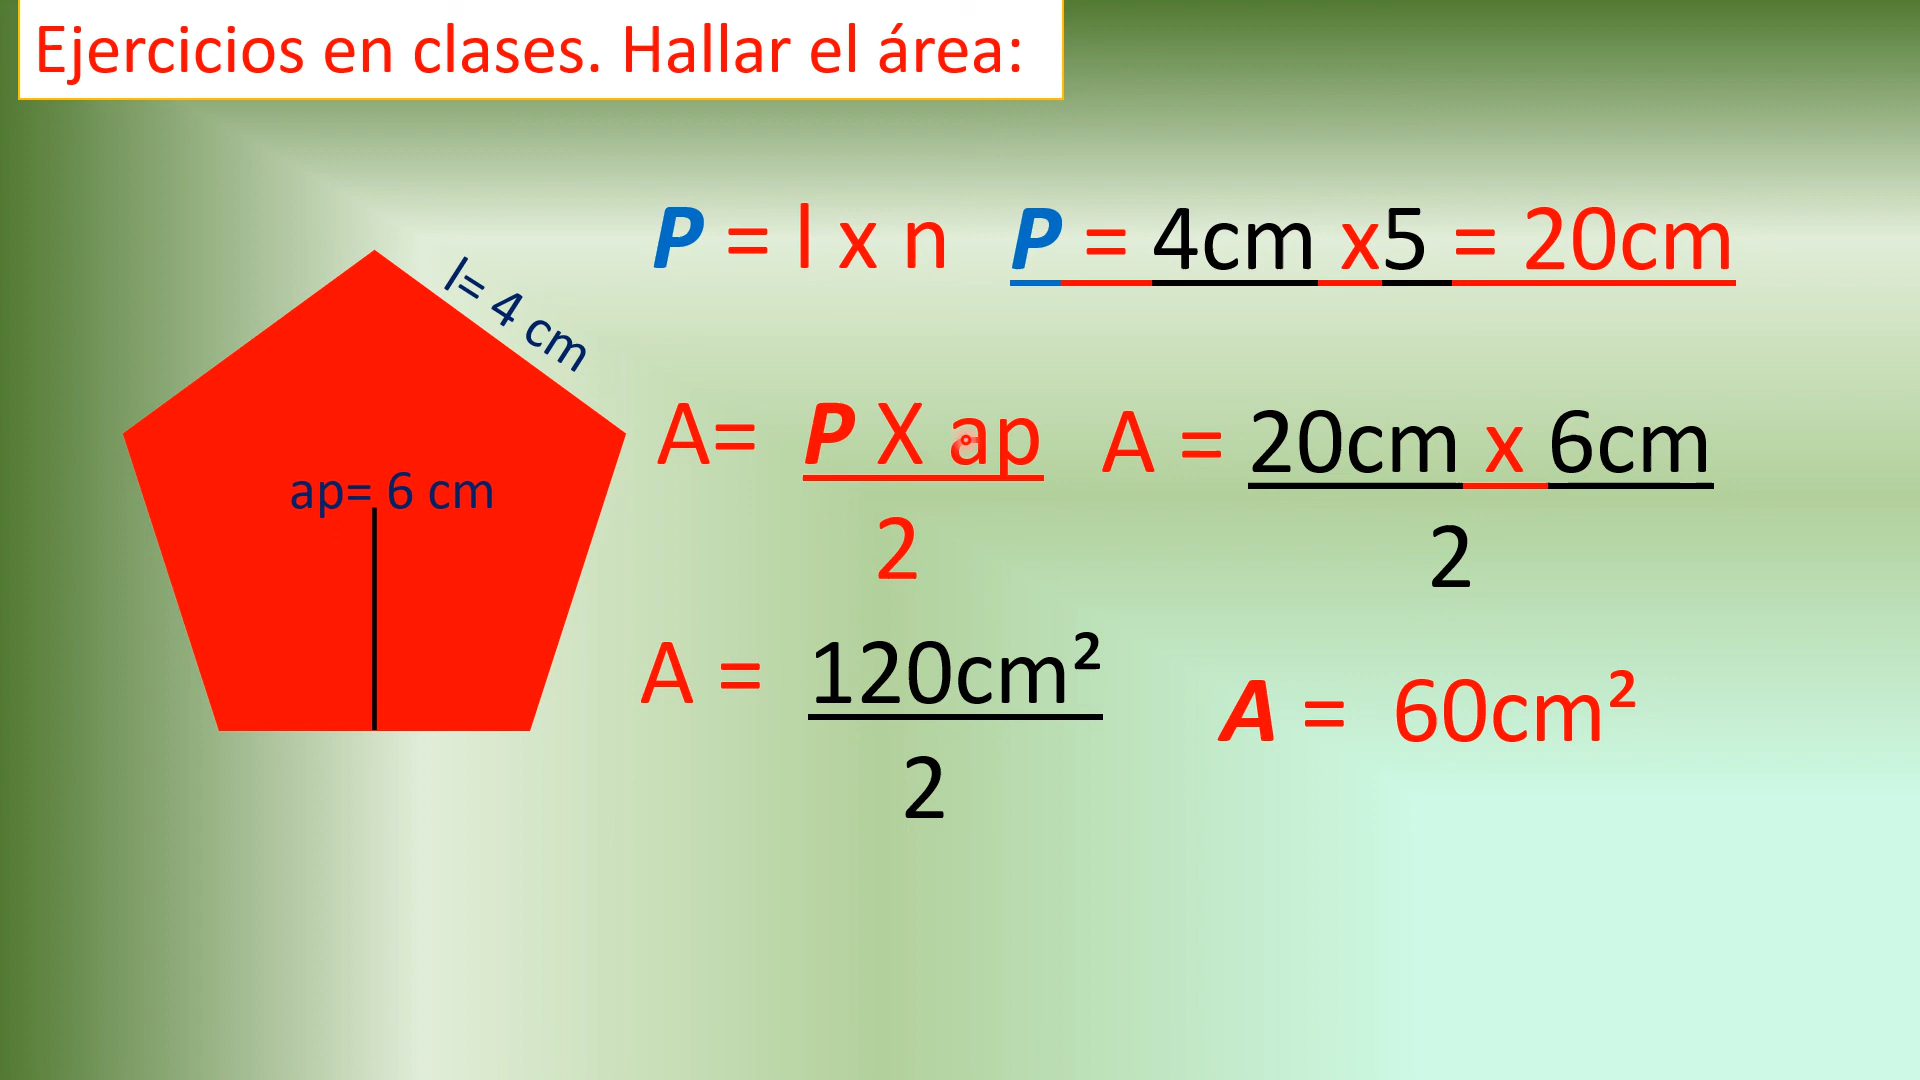 Ejercicios en clases. Hallar el área:
P = l x n P = 4cm x5 = 20cm
l= 4 cm
A= P X ap A = 20cm x 6cm
2 2
ap= 6 cm
A = 120cm² A = 60cm²
2